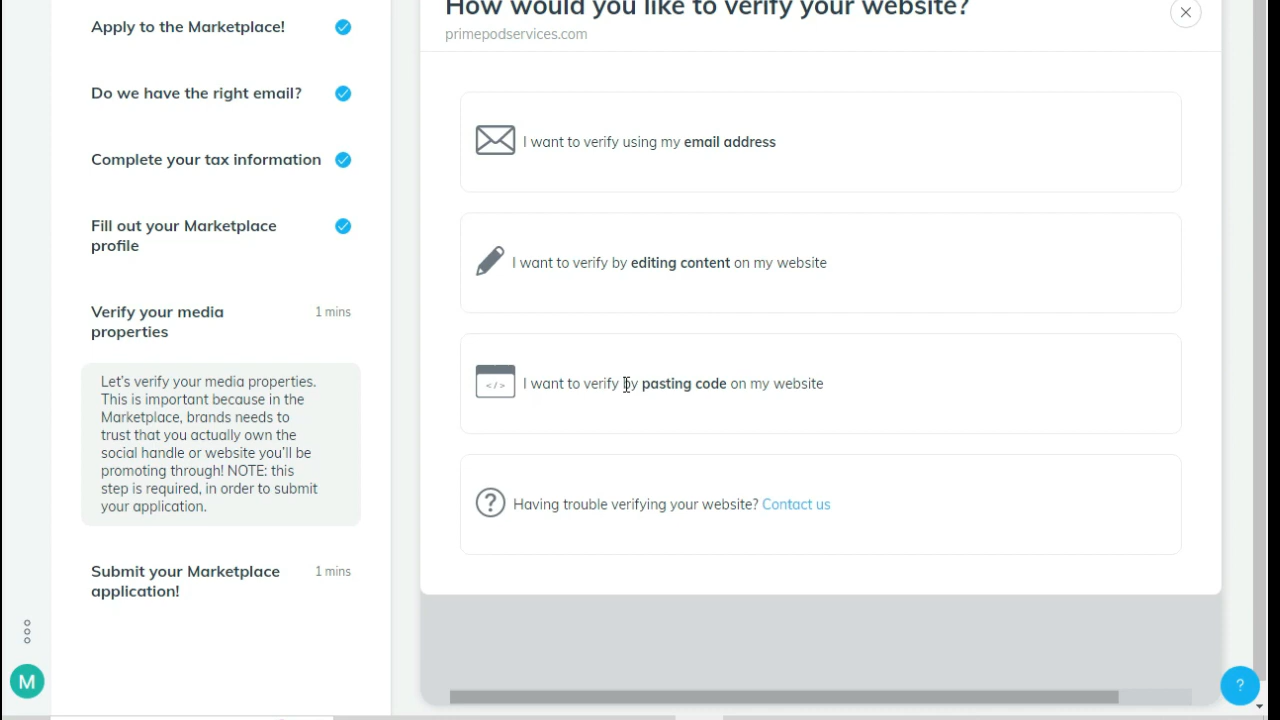 Apply to the Marketplace!
Do we have the right email?
Complete your tax information
Fill out your Marketplace
profile
Verify your media
properties
1 mins
Let's verify your media properties.
This is important because in the
Marketplace, brands needs to
trust that you actually own the
social handle or website you'll be
promoting through! NOTE: this
step is required, in order to submit
your application.
Submit your Marketplace
application!
1 mins
M
How would you like to verify your website?
primepodservices.com
I want to verify using my email address
I want to verify by editing content on my website
</>
I want to verify by pasting code on my website
?
Having trouble verifying your website? Contact us
?